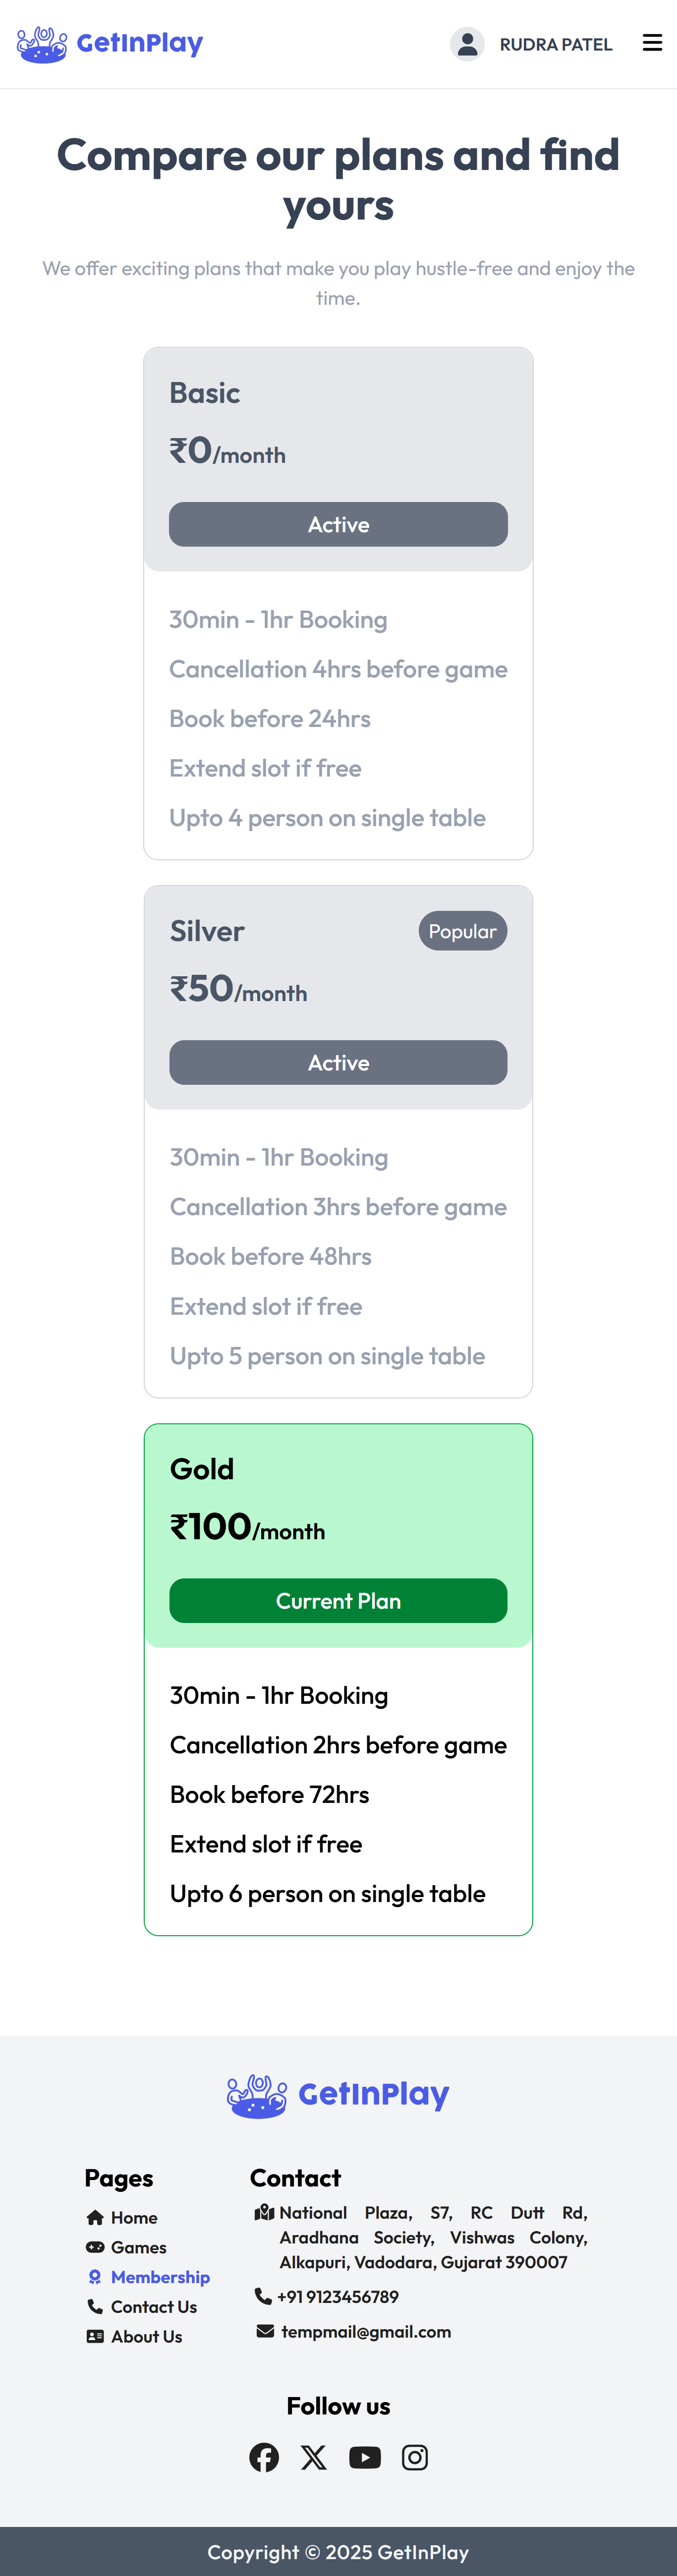 GetInPlay
RUDRA PATEL
Compare our plans and find
yours
We offer exciting plans that make you play hustle-free and enjoy the
time.
Basic
₹0/month
Active
30min - 1hr Booking
Cancellation 4hrs before game
Book before 24hrs
Extend slot if free
Upto 4 person on single table
Silver
Popular
₹50/month
Active
30min - 1hr Booking
Cancellation 3hrs before game
Book before 48hrs
Extend slot if free
Upto 5 person on single table
Gold
₹100/month
Current Plan
30min - 1hr Booking
Cancellation 2hrs before game
Book before 72hrs
Extend slot if free
Upto 6 person on single table
GetInPlay
Pages
Home
Games
Membership
Contact Us
About Us
Contact
National Plaza, S7, RC Dutt Rd,
Aradhana Society, Vishwas Colony,
Alkapuri, Vadodara, Gujarat 390007
+91 9123456789
tempmail@gmail.com
Follow us
Copyright © 2025 GetInPlay